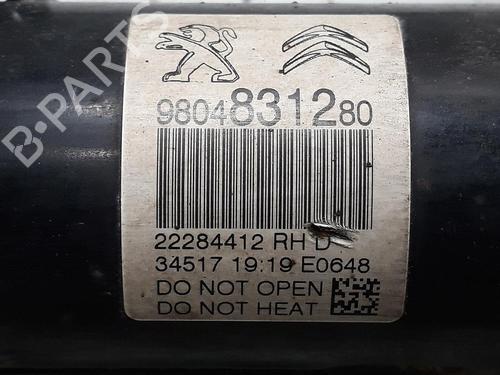 B-PARTS
9804831280
22284412 RH D
34517 19:19 E0648
DO NOT OPEN
DO NOT HEAT